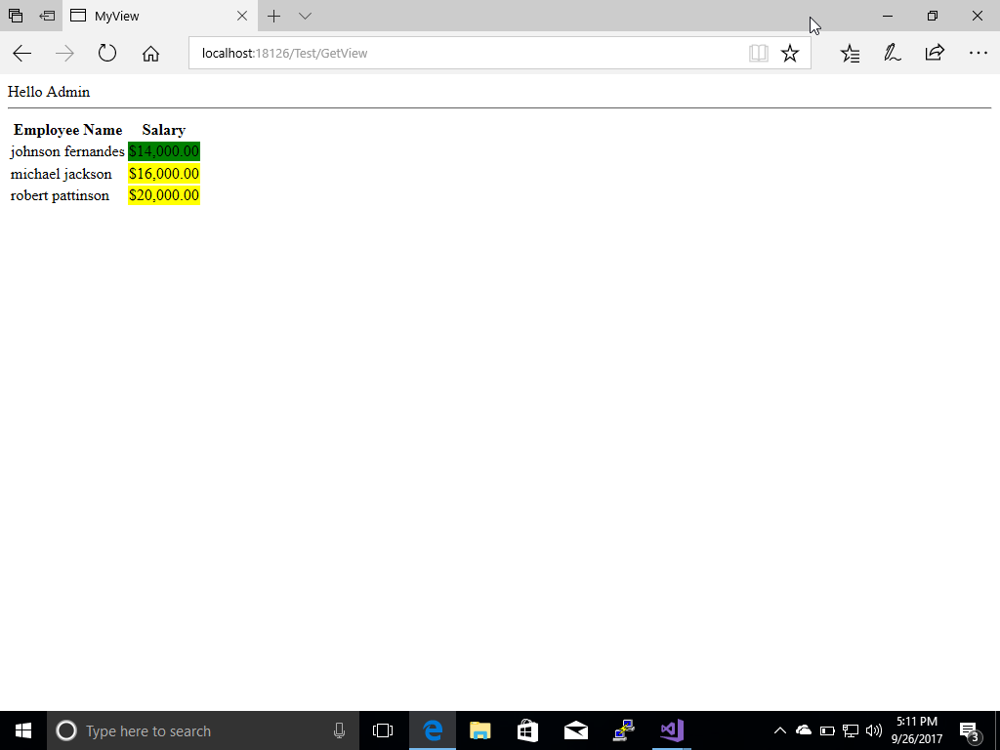 MyView
localhost:18126/Test/GetView
Hello Admin
Employee Name Salary
johnson fernandes $14,000.00
michael jackson $16,000.00
robert pattinson $20,000.00
Type here to search
5:11 PM
9/26/2017
3